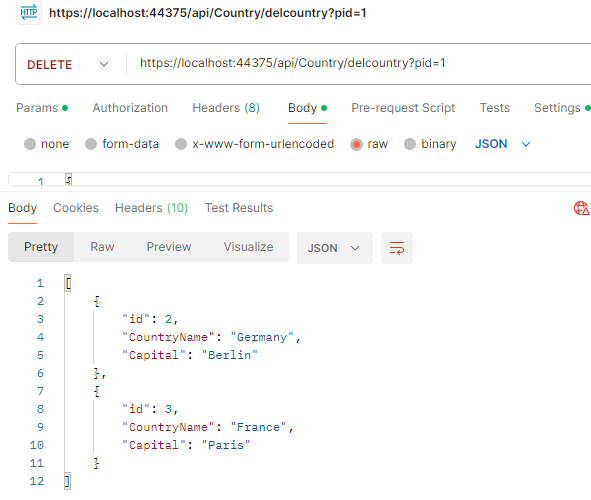 HTTP https://localhost:44375/api/Country/delcountry?pid=1
DELETE https://localhost:44375/api/Country/delcountry?pid=1
Params Authorization Headers (8) Body Pre-request Script Tests Settings
none form-data x-www-form-urlencoded raw binary JSON
1 {
Body Cookies Headers (10) Test Results
Pretty Raw Preview Visualize JSON
1 [
2 {
3 "id": 2,
4 "CountryName": "Germany",
5 "Capital": "Berlin"
6 },
7 {
8 "id": 3,
9 "CountryName": "France",
10 "Capital": "Paris"
11 }
12 ]